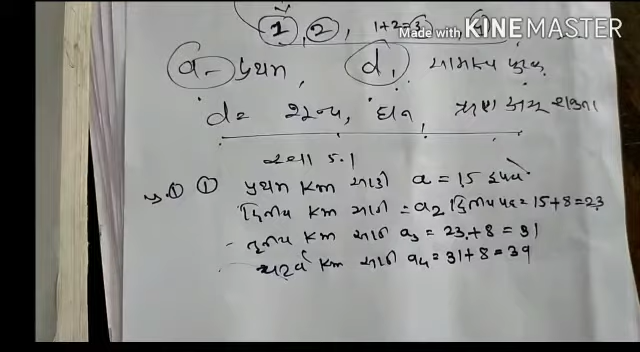 1, 2, 1+2=3
Made with KINEMASTER
a - પ્રથમ, d, સામાન્ય
d = શૂન્ય, ધન,
5.1
① પ્રથમ Km માટે a = 15
દ્વિતીય Km માટે = a2 દ્વિતીય પદ = 15+8=23
તૃતીય Km માટે a3 = 23+8 = 31
ચતુર્થ Km માટે a4 = 31+8 = 39